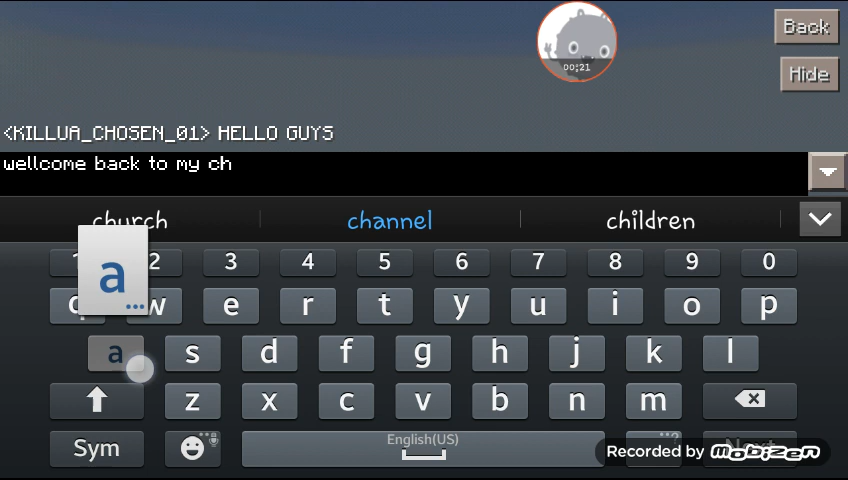 00:21
Back
Hide
<KILLUA_CHOSEN_01> HELLO GUYS
wellcome back to my ch
church channel children
1 2 3 4 5 6 7 8 9 0
a
q w e r t y u i o p
a s d f g h j k l
z x c v b n m
Sym English(US) ...? Next
Recorded by mobizen